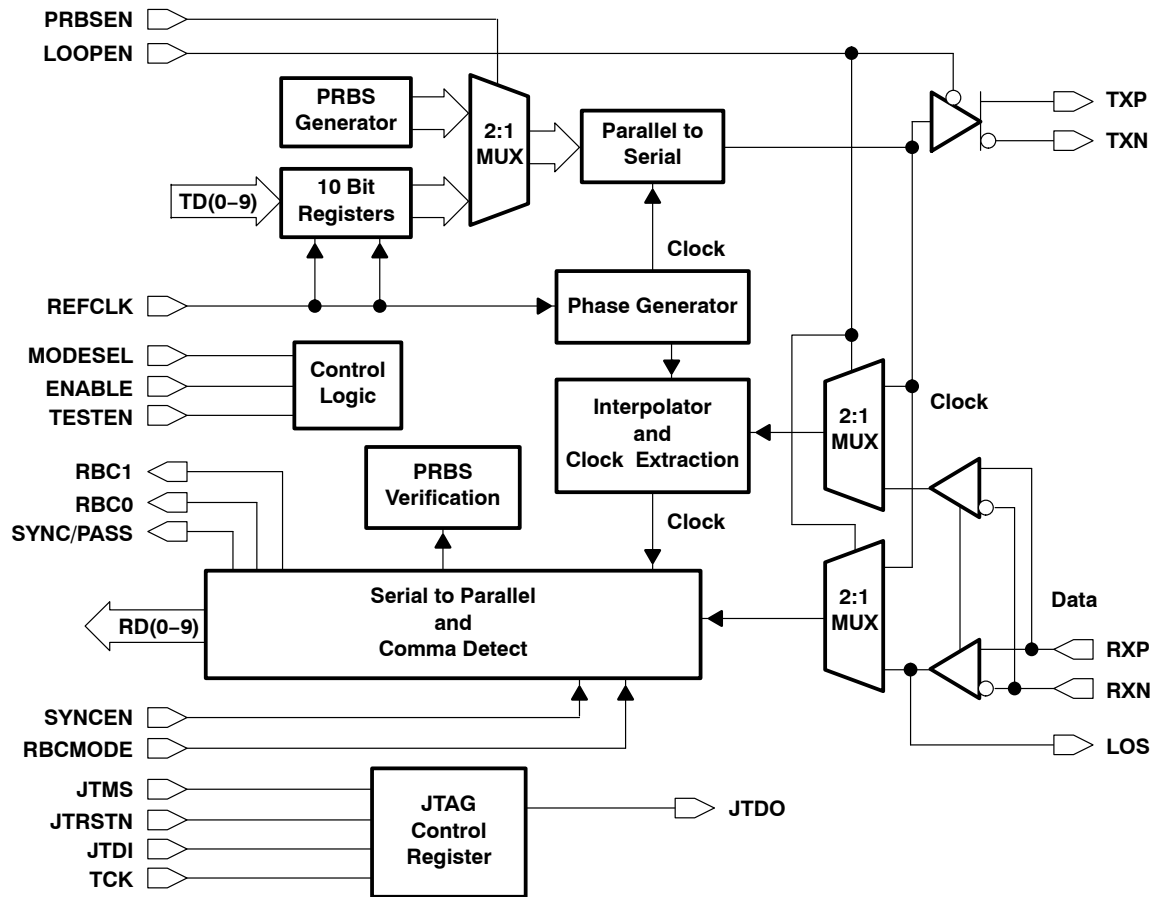 PRBSEN
LOOPEN
PRBS
Generator
2:1
MUX
Parallel to
Serial
TXP
TXN
TD(0–9)
10 Bit
Registers
Clock
REFCLK
Phase Generator
MODESEL
ENABLE
TESTEN
Control
Logic
Interpolator
and
Clock Extraction
2:1
MUX
Clock
RBC1
RBC0
SYNC/PASS
PRBS
Verification
Clock
RD(0–9)
Serial to Parallel
and
Comma Detect
2:1
MUX
Data
RXP
RXN
LOS
SYNCEN
RBCMODE
JTMS
JTRSTN
JTDI
TCK
JTAG
Control
Register
JTDO